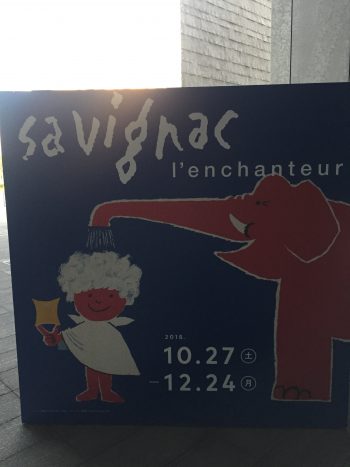 savignac
l'enchanteur
2018.
10.27 土
— 12.24 月